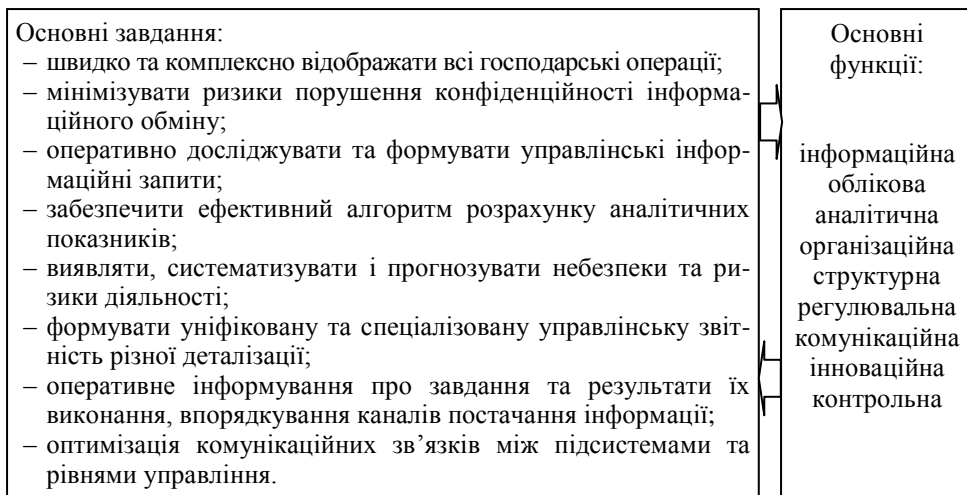 Основні завдання:
– швидко та комплексно відображати всі господарські операції;
– мінімізувати ризики порушення конфіденційності інформа-
ційного обміну;
– оперативно досліджувати та формувати управлінські інфор-
маційні запити;
– забезпечити ефективний алгоритм розрахунку аналітичних
показників;
– виявляти, систематизувати і прогнозувати небезпеки та ри-
зики діяльності;
– формувати уніфіковану та спеціалізовану управлінську звіт-
ність різної деталізації;
– оперативне інформування про завдання та результати їх
виконання, впорядкування каналів постачання інформації;
– оптимізація комунікаційних зв’язків між підсистемами та
рівнями управління.
Основні
функції:
інформаційна
облікова
аналітична
організаційна
структурна
регулювальна
комунікаційна
інноваційна
контрольна